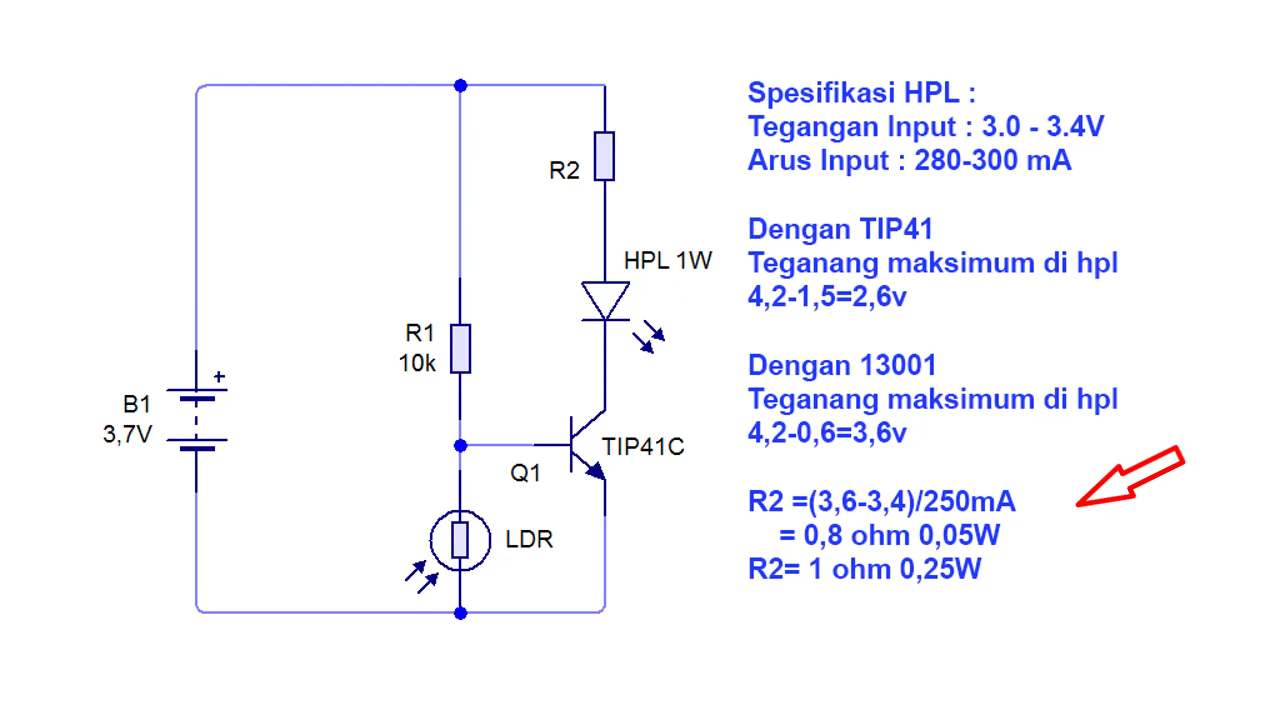 R2
HPL 1W
R1
10k
+
B1
3,7V
TIP41C
Q1
LDR
Spesifikasi HPL :
Tegangan Input : 3.0 - 3.4V
Arus Input : 280-300 mA
Dengan TIP41
Teganang maksimum di hpl
4,2-1,5=2,6v
Dengan 13001
Teganang maksimum di hpl
4,2-0,6=3,6v
R2 =(3,6-3,4)/250mA
= 0,8 ohm 0,05W
R2= 1 ohm 0,25W